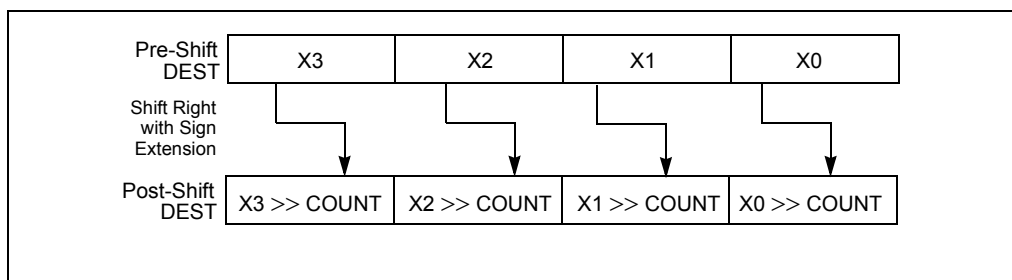 Pre-Shift
DEST
X3 X2 X1 X0
Shift Right
with Sign
Extension
Post-Shift
DEST
X3 >> COUNT X2 >> COUNT X1 >> COUNT X0 >> COUNT